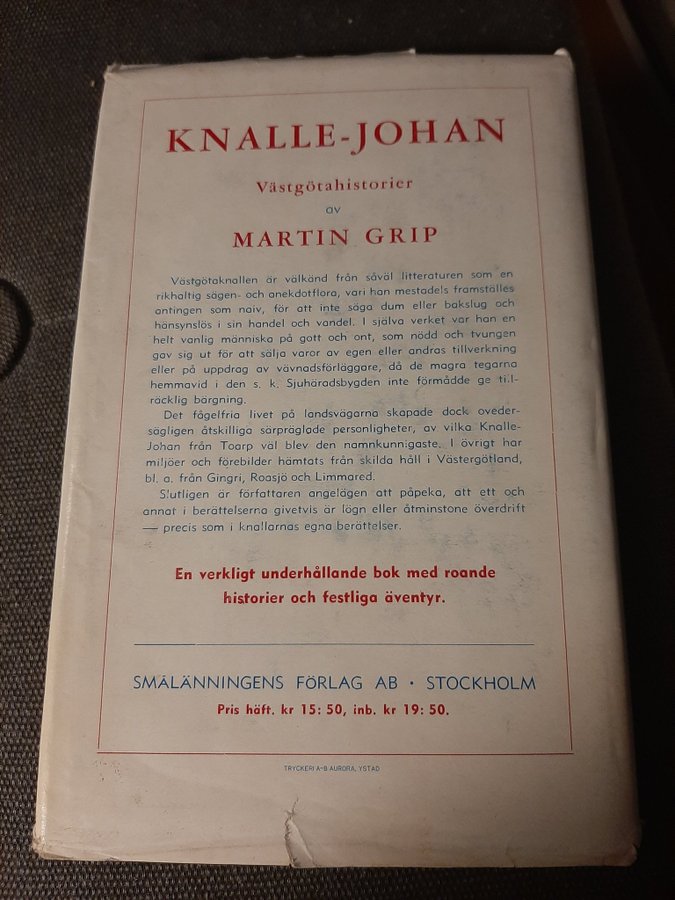 KNALLE-JOHAN
Västgötahistorier
av
MARTIN GRIP
Västgötaknallen är välkänd från såväl litteraturen som en
rikhaltig sägen- och anekdotflora, vari han mestadels framställes
antingen som naiv, för att inte säga dum eller bakslug och
hänsynslös i sin handel och vandel. I själva verket var han en
helt vanlig människa på gott och ont, som nödd och tvungen
gav sig ut för att sälja varor av egen eller andras tillverkning
eller på uppdrag av vävnadsförläggare, då de magra tegarna
hemmavid i den s. k. Sjuhäradsbygden inte förmådde ge till-
räcklig bärgning.
Det fågelfria livet på landsvägarna skapade dock oveder-
sägligen åtskilliga särpräglade personligheter, av vilka Knalle-
Johan från Toarp väl blev den namnkunnigaste. I övrigt har
miljöer och förebilder hämtats från skilda håll i Västergötland,
bl. a. från Gingri, Roasjö och Limmared.
Slutligen är författaren angelägen att påpeka, att ett och
annat i berättelserna givetvis är lögn eller åtminstone överdrift
— precis som i knallarnas egna berättelser.
En verkligt underhållande bok med roande
historier och festliga äventyr.
SMÅLÄNNINGENS FÖRLAG AB · STOCKHOLM
Pris häft. kr 15: 50, inb. kr 19: 50.
TRYCKERI A-B AURORA, YSTAD